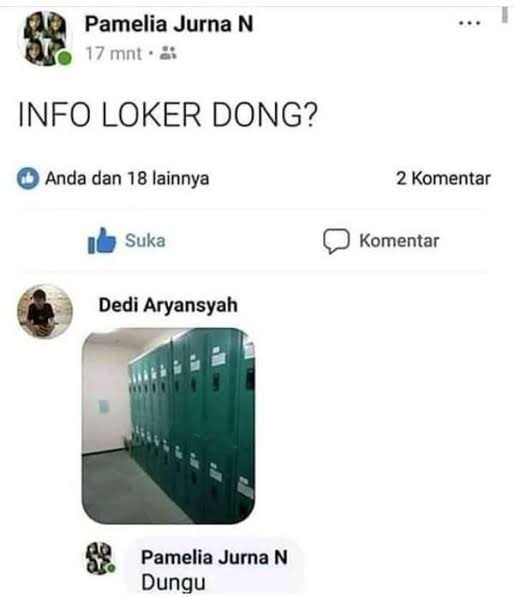 Pamelia Jurna N
17 mnt
INFO LOKER DONG?
Anda dan 18 lainnya
2 Komentar
Suka
Komentar
Dedi Aryansyah
Pamelia Jurna N
Dungu